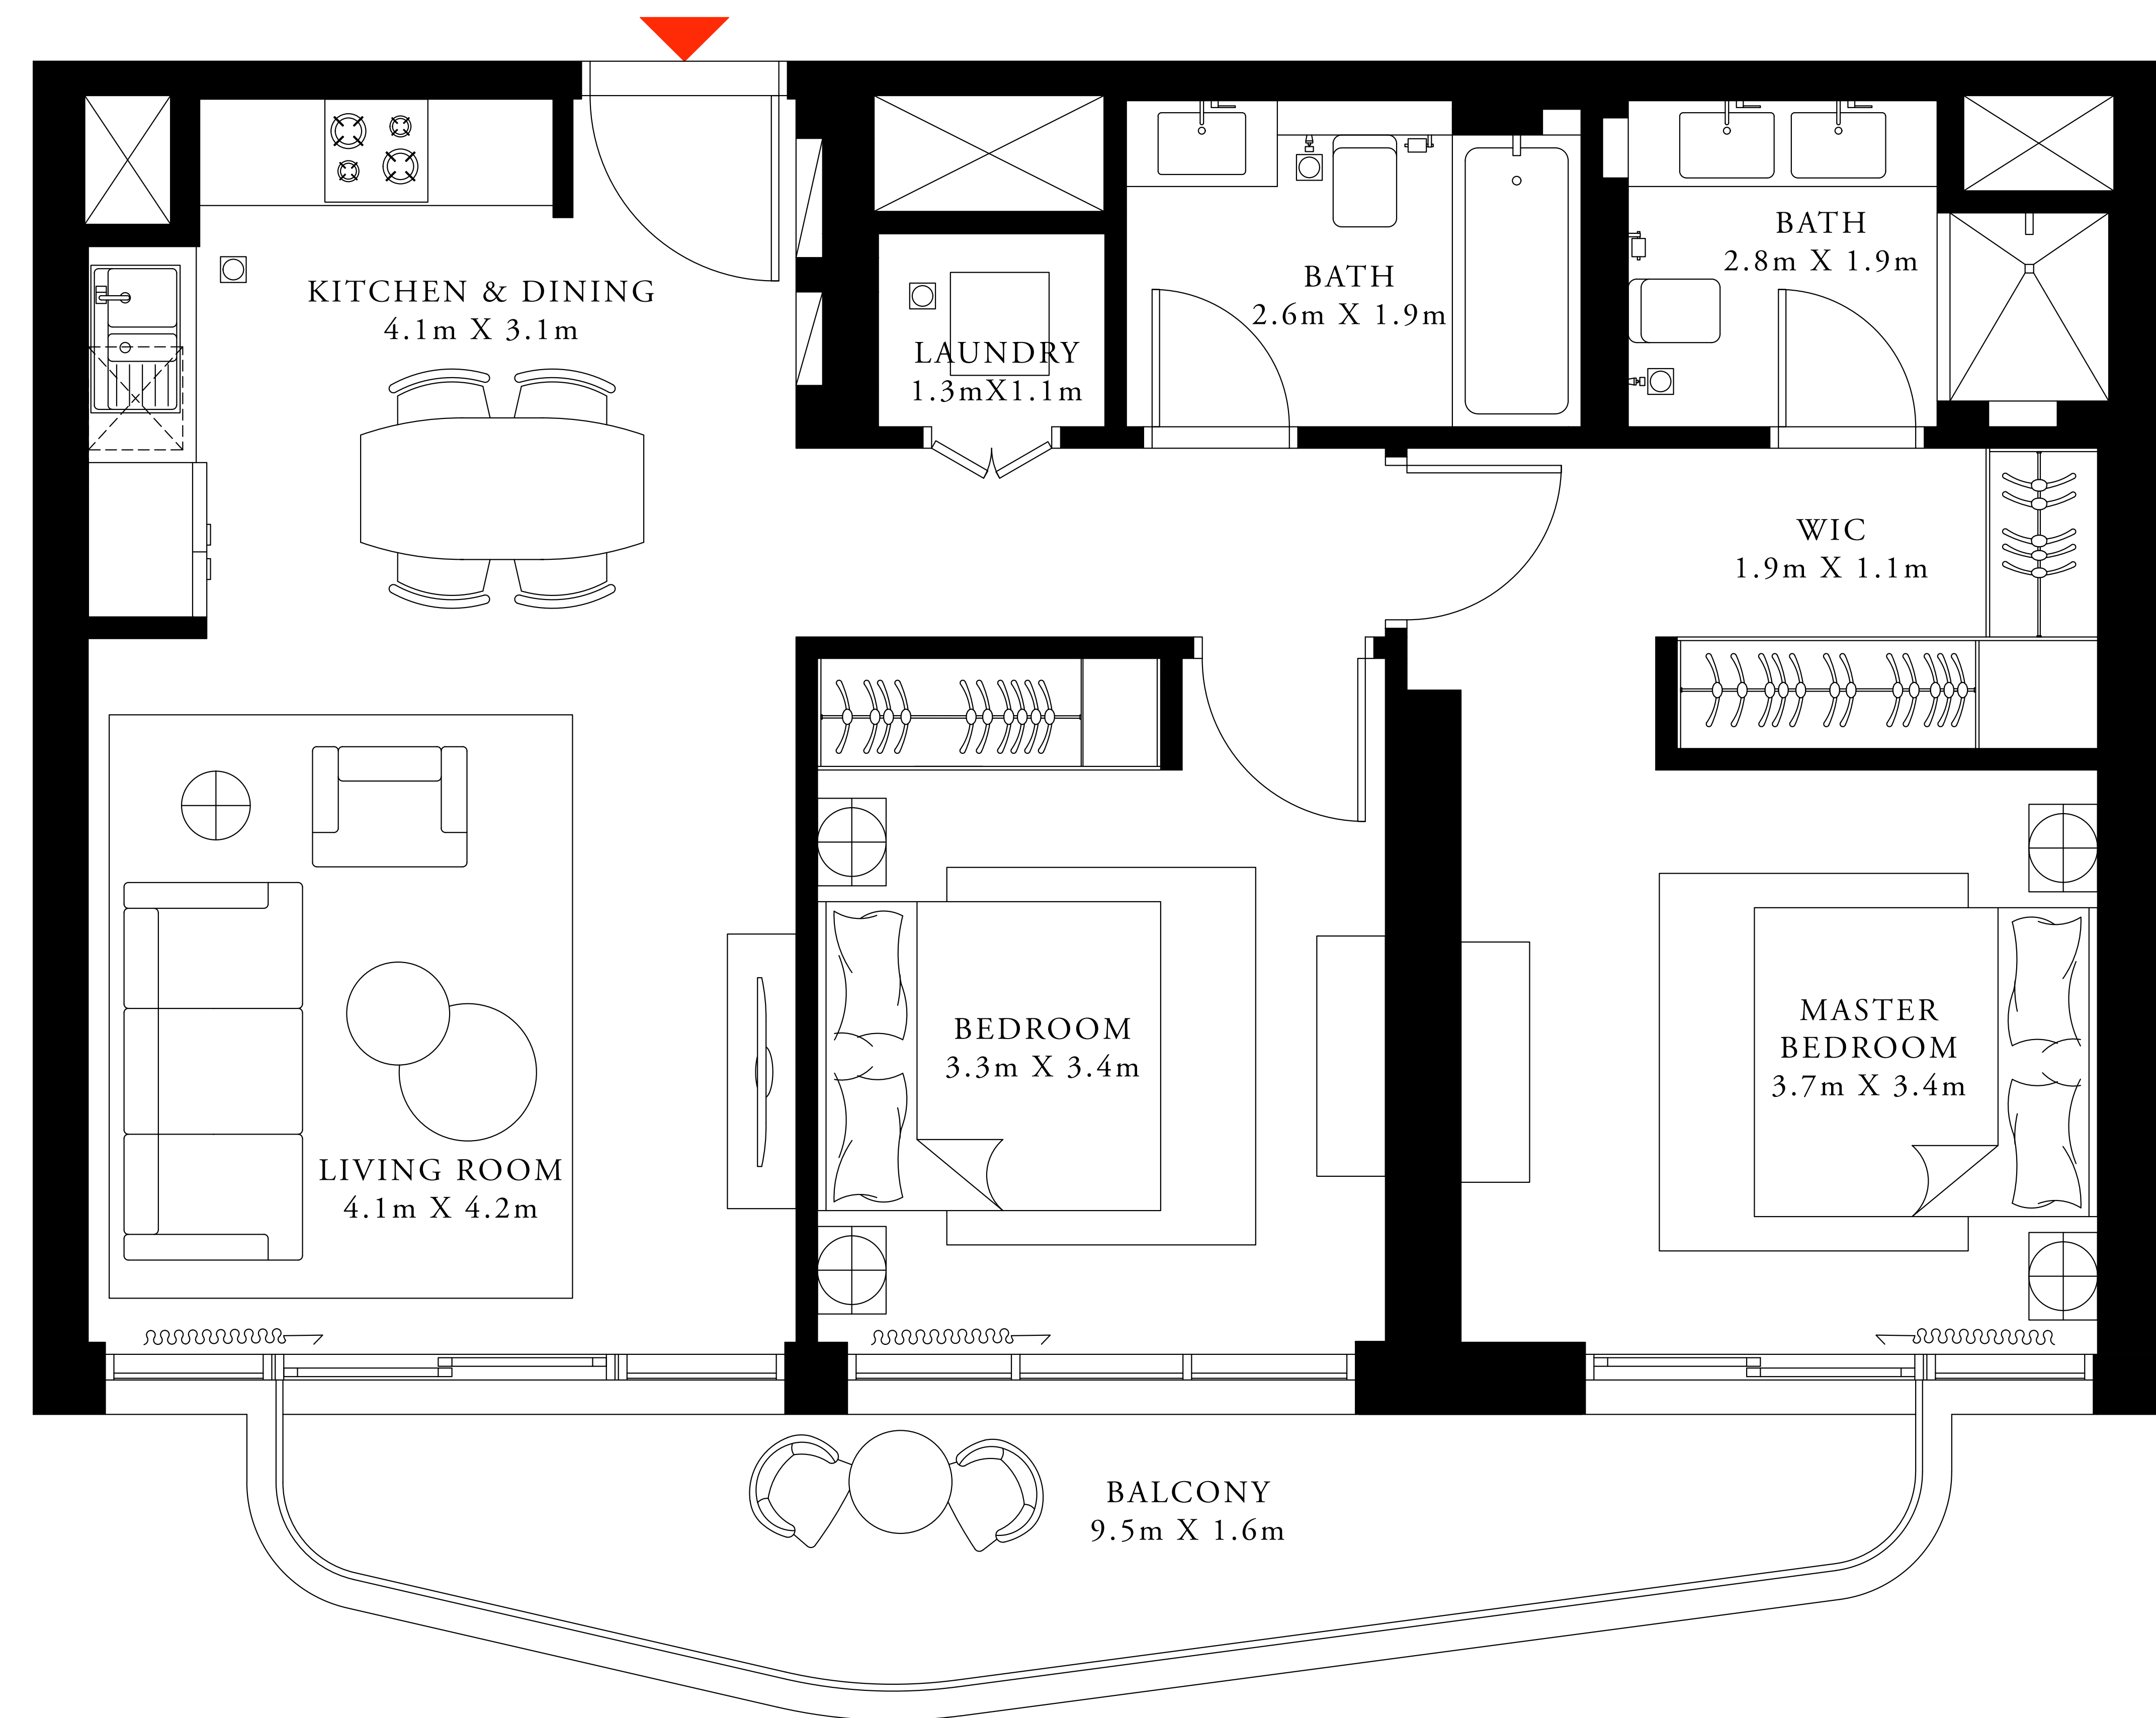 KITCHEN & DINING
4.1m X 3.1m
LAUNDRY
1.3mX1.1m
BATH
2.6m X 1.9m
BATH
2.8m X 1.9m
WIC
1.9m X 1.1m
LIVING ROOM
4.1m X 4.2m
BEDROOM
3.3m X 3.4m
MASTER
BEDROOM
3.7m X 3.4m
BALCONY
9.5m X 1.6m